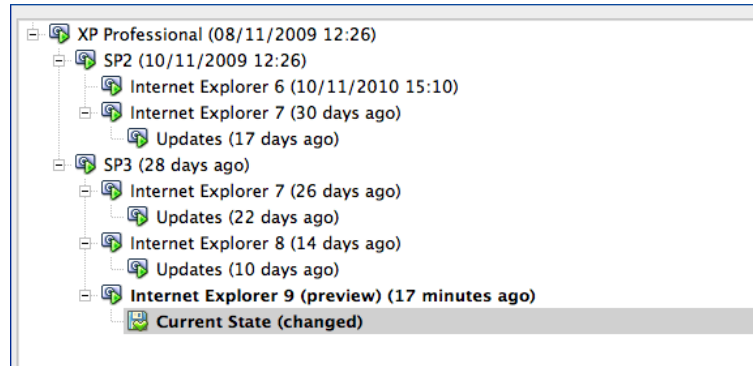 XP Professional (08/11/2009 12:26)
SP2 (10/11/2009 12:26)
Internet Explorer 6 (10/11/2010 15:10)
Internet Explorer 7 (30 days ago)
Updates (17 days ago)
SP3 (28 days ago)
Internet Explorer 7 (26 days ago)
Updates (22 days ago)
Internet Explorer 8 (14 days ago)
Updates (10 days ago)
Internet Explorer 9 (preview) (17 minutes ago)
Current State (changed)